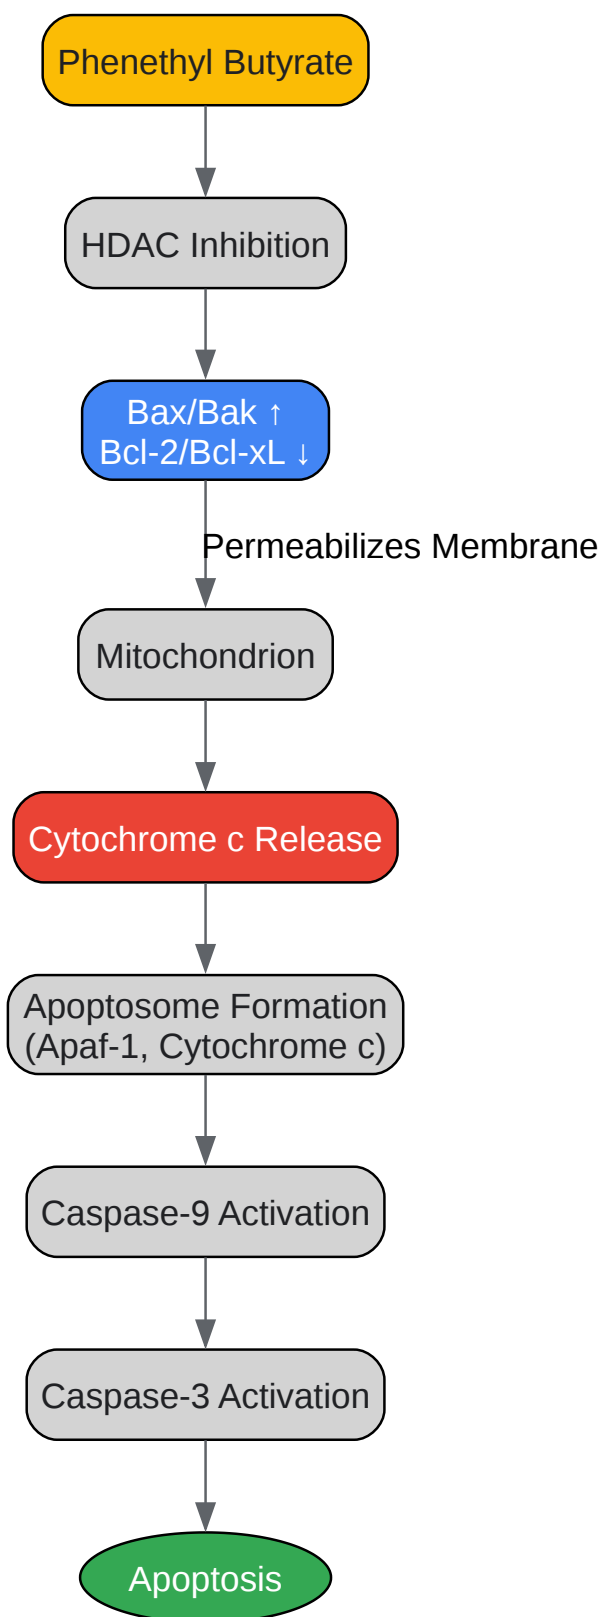 Phenethyl Butyrate
HDAC Inhibition
Bax/Bak ↑
Bcl-2/Bcl-xL ↓
Permeabilizes Membrane
Mitochondrion
Cytochrome c Release
Apoptosome Formation
(Apaf-1, Cytochrome c)
Caspase-9 Activation
Caspase-3 Activation
Apoptosis